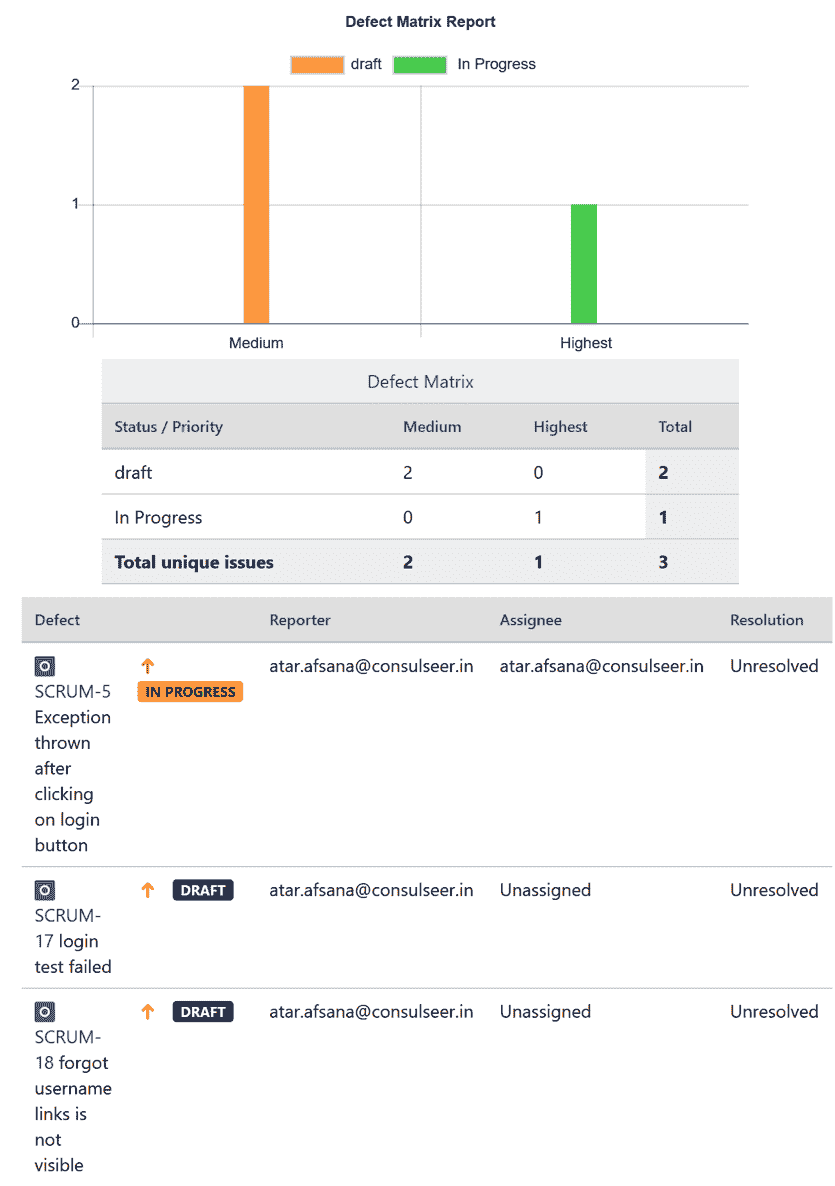 Defect Matrix Report
draft In Progress
2
1
0
Medium Highest
Defect Matrix
Status / Priority Medium Highest Total
draft 2 0 2
In Progress 0 1 1
Total unique issues 2 1 3
Defect Reporter Assignee Resolution
atar.afsana@consulseer.in atar.afsana@consulseer.in Unresolved
SCRUM-5 IN PROGRESS
Exception
thrown
after
clicking
on login
button
DRAFT atar.afsana@consulseer.in Unassigned Unresolved
SCRUM-
17 login
test failed
DRAFT atar.afsana@consulseer.in Unassigned Unresolved
SCRUM-
18 forgot
username
links is
not
visible